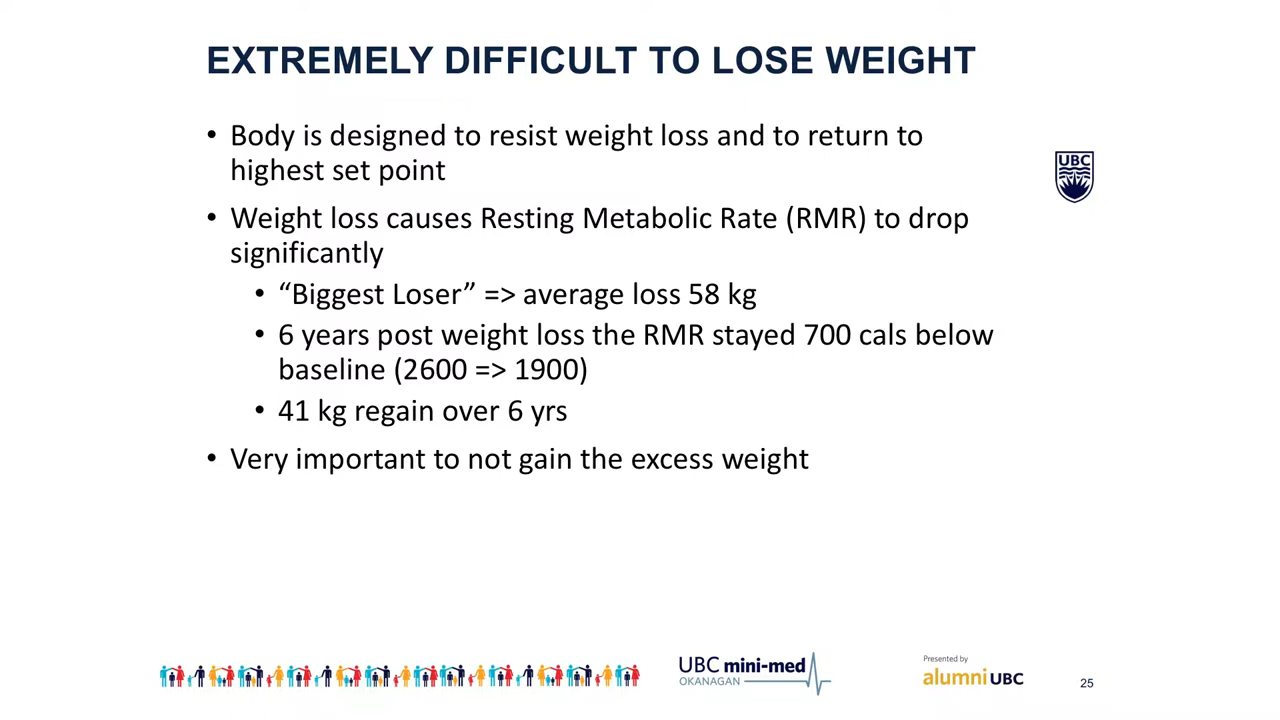 EXTREMELY DIFFICULT TO LOSE WEIGHT
• Body is designed to resist weight loss and to return to
highest set point
UBC
• Weight loss causes Resting Metabolic Rate (RMR) to drop
significantly
• “Biggest Loser” => average loss 58 kg
• 6 years post weight loss the RMR stayed 700 cals below
baseline (2600 => 1900)
• 41 kg regain over 6 yrs
• Very important to not gain the excess weight
UBC mini-med
OKANAGAN
Presented by
alumni UBC
25